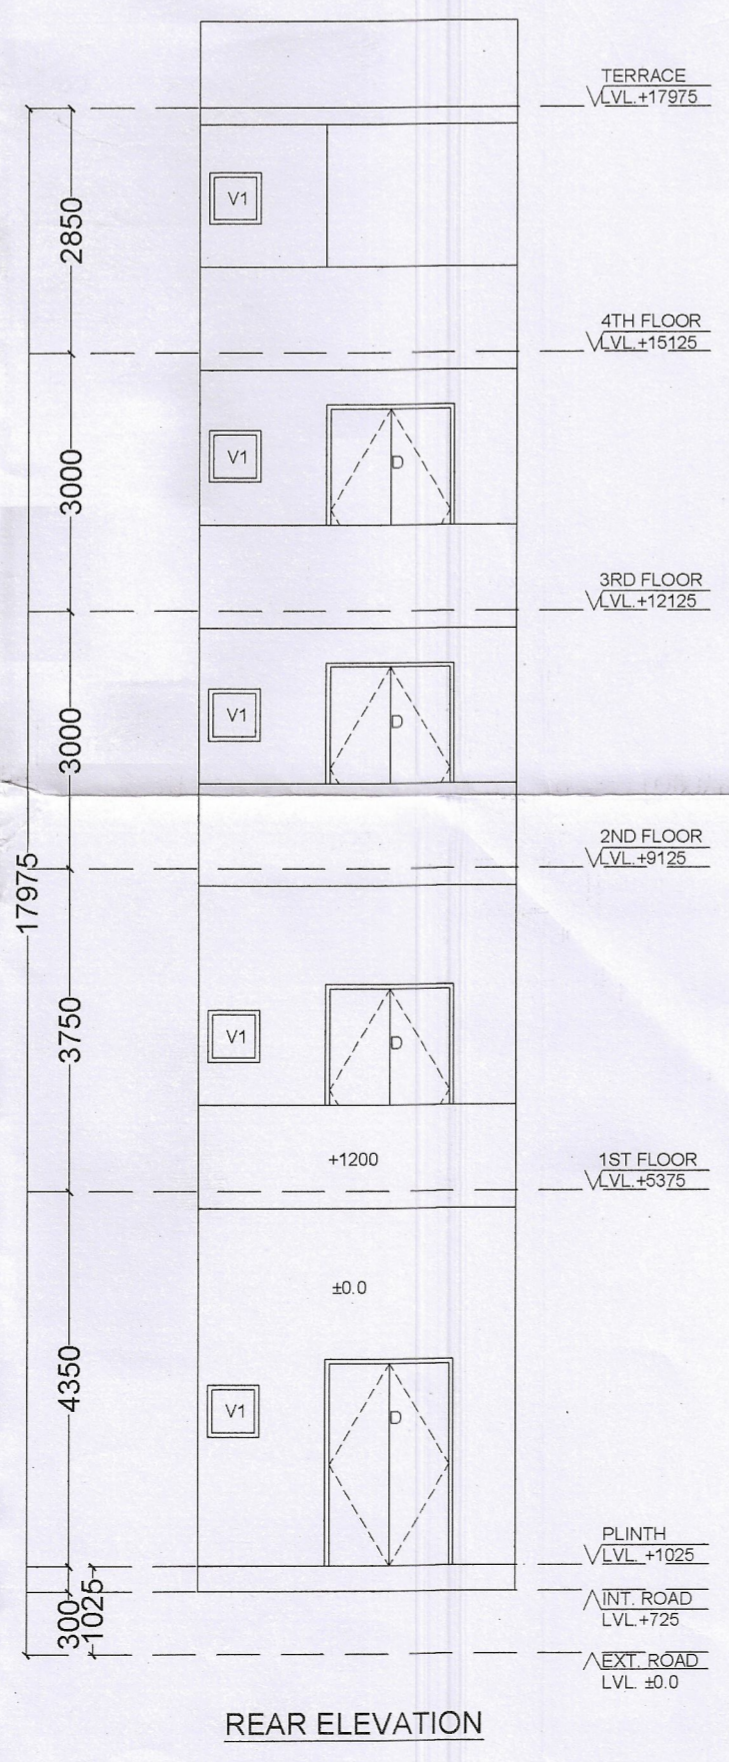 TERRACE
LVL.+17975
V1
2850
4TH FLOOR
LVL.+15125
V1
D
3000
3RD FLOOR
LVL.+12125
V1
D
3000
2ND FLOOR
LVL.+9125
17975
3750
V1
D
+1200
1ST FLOOR
LVL.+5375
±0.0
4350
V1
D
PLINTH
LVL. +1025
300
1025
INT. ROAD
LVL.+725
EXT. ROAD
LVL. ±0.0
REAR ELEVATION